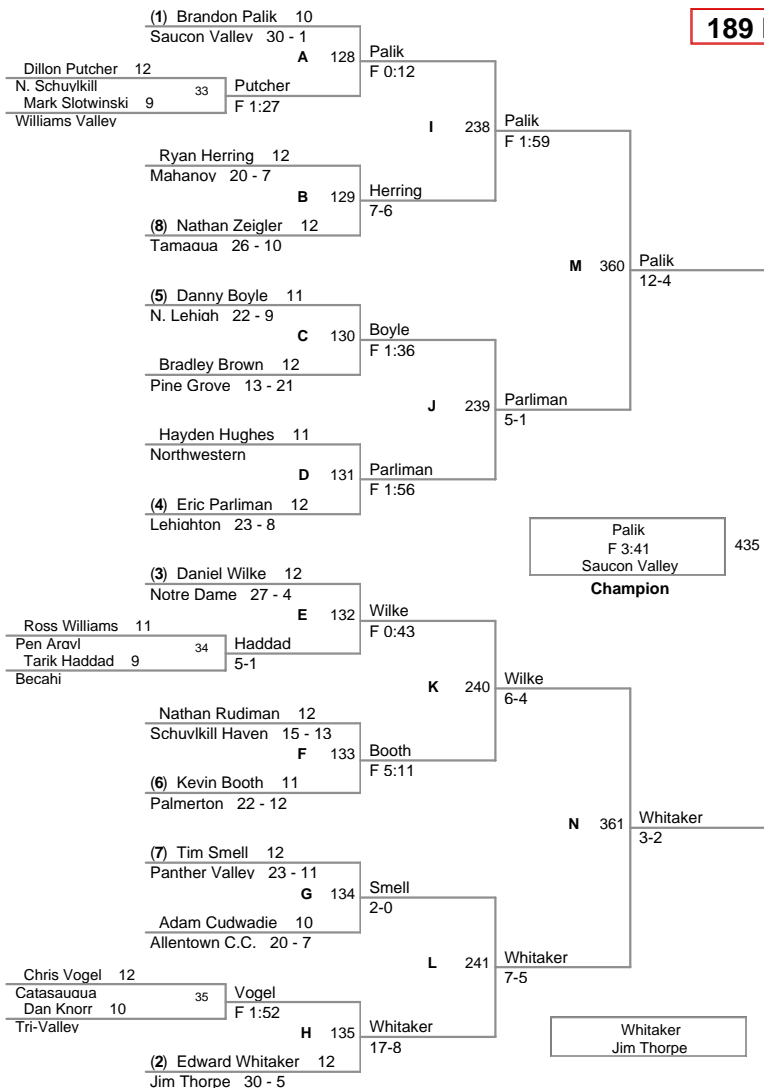 (1) Brandon Palik 10
Saucon Valley 30 - 1
189
A 128
Palik
F 0:12
Dillon Putcher 12
N. Schuylkill
33
Mark Slotwinski 9
Williams Valley
Putcher
F 1:27
I 238
Palik
F 1:59
Ryan Herring 12
Mahanoy 20 - 7
B 129
Herring
7-6
(8) Nathan Zeigler 12
Tamaqua 26 - 10
M 360
Palik
12-4
(5) Danny Boyle 11
N. Lehigh 22 - 9
C 130
Boyle
F 1:36
Bradley Brown 12
Pine Grove 13 - 21
J 239
Parliman
5-1
Hayden Hughes 11
Northwestern
D 131
Parliman
F 1:56
(4) Eric Parliman 12
Lehighton 23 - 8
Palik
F 3:41
Saucon Valley
435
Champion
(3) Daniel Wilke 12
Notre Dame 27 - 4
E 132
Wilke
F 0:43
Ross Williams 11
Pen Argyl
34
Tarik Haddad 9
Becahi
Haddad
5-1
K 240
Wilke
6-4
Nathan Rudiman 12
Schuylkill Haven 15 - 13
F 133
Booth
F 5:11
(6) Kevin Booth 11
Palmerton 22 - 12
N 361
Whitaker
3-2
(7) Tim Smell 12
Panther Valley 23 - 11
G 134
Smell
2-0
Adam Cudwadie 10
Allentown C.C. 20 - 7
L 241
Whitaker
7-5
Chris Vogel 12
Catasauqua
35
Dan Knorr 10
Tri-Valley
Vogel
F 1:52
H 135
Whitaker
17-8
(2) Edward Whitaker 12
Jim Thorpe 30 - 5
Whitaker
Jim Thorpe